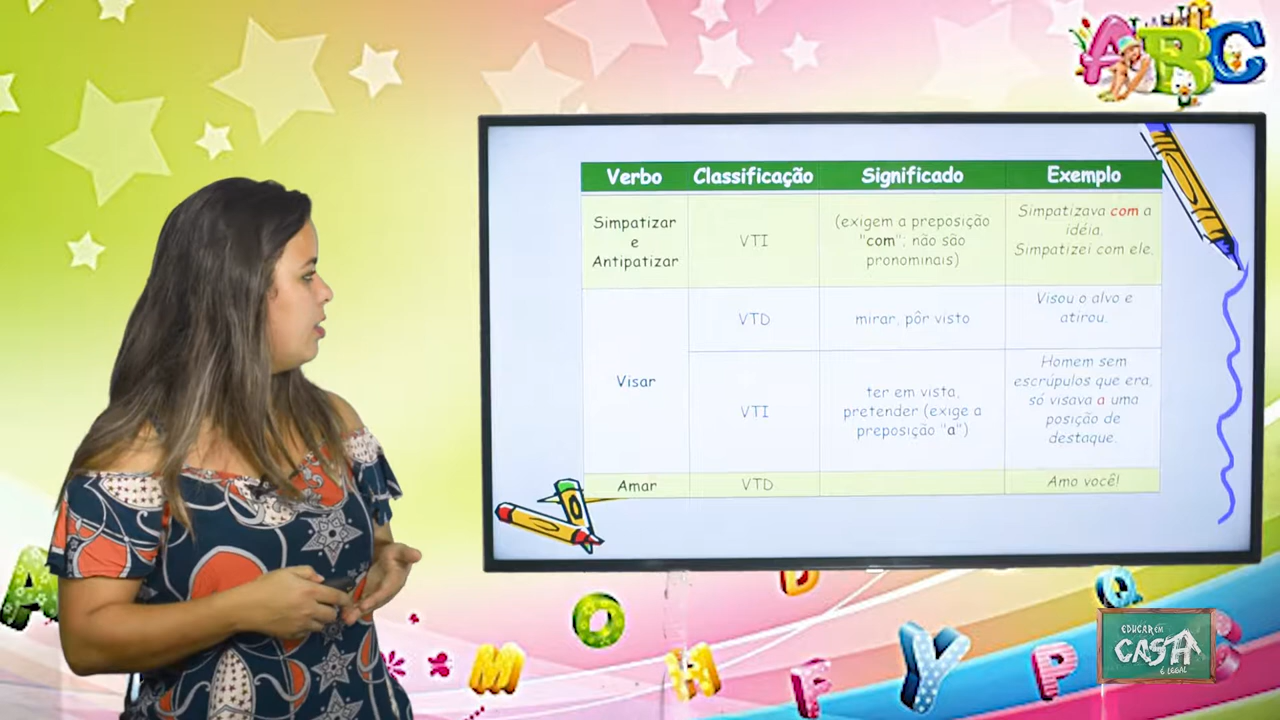 ABC
Verbo Classificação Significado Exemplo
Simpatizar
e
Antipatizar
VTI
(exigem a preposição
"com"; não são
pronominais)
Simpatizava com a
idéia.
Simpatizei com ele.
Visar
VTD
mirar, pôr visto
Visou o alvo e
atirou.
VTI
ter em vista,
pretender (exige a
preposição "a")
Homem sem
escrúpulos que era,
só visava a uma
posição de
destaque.
Amar VTD Amo você!
A
M
O
H
D
F
Y
P
Q
EDUCAR EM
CASA
É LEGAL